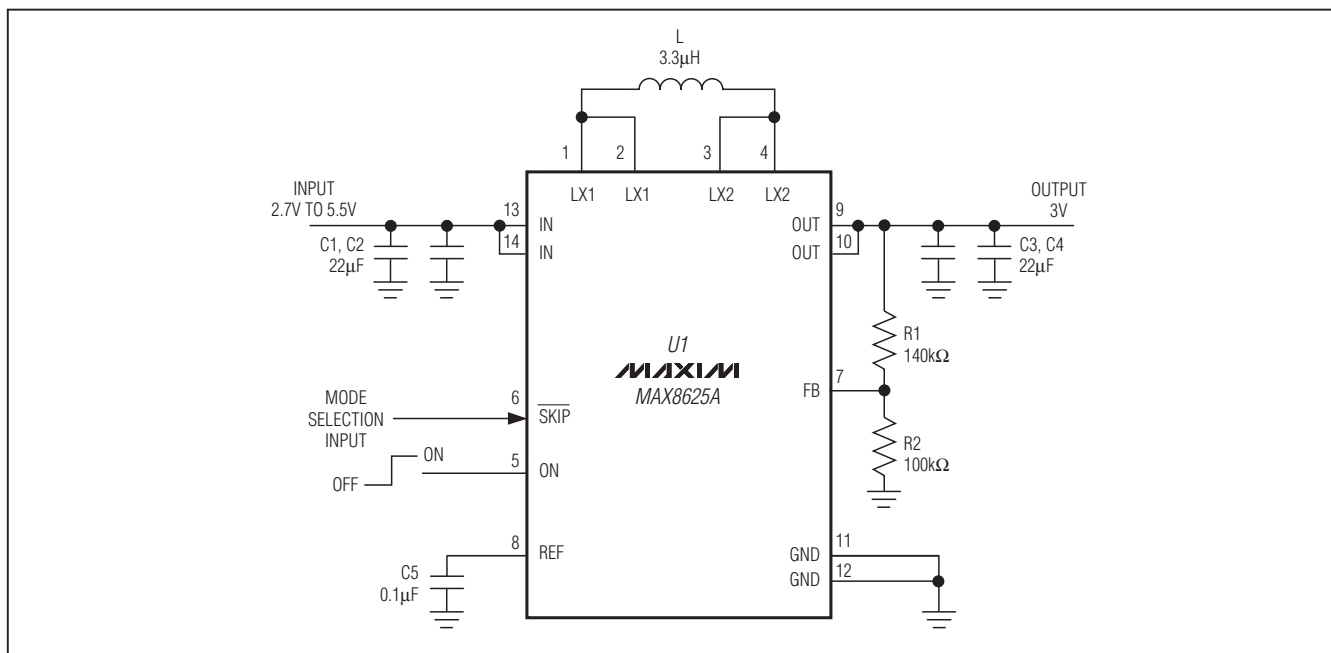 L
3.3µH
1
2
3
4
LX1
LX1
LX2
LX2
INPUT
2.7V TO 5.5V
13
IN
14
IN
C1, C2
22µF
OUTPUT
3V
9
OUT
10
OUT
C3, C4
22µF
U1
MAXIM
MAX8625A
R1
140kΩ
7
FB
R2
100kΩ
MODE
SELECTION
INPUT
6
SKIP
ON
OFF
5
ON
8
REF
C5
0.1µF
11
GND
12
GND